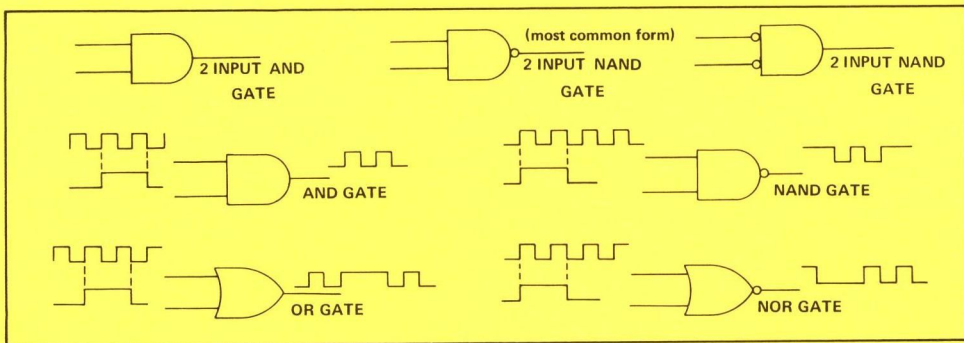 (most common form)
2 INPUT AND
GATE
2 INPUT NAND
GATE
2 INPUT NAND
GATE
AND GATE
NAND GATE
OR GATE
NOR GATE